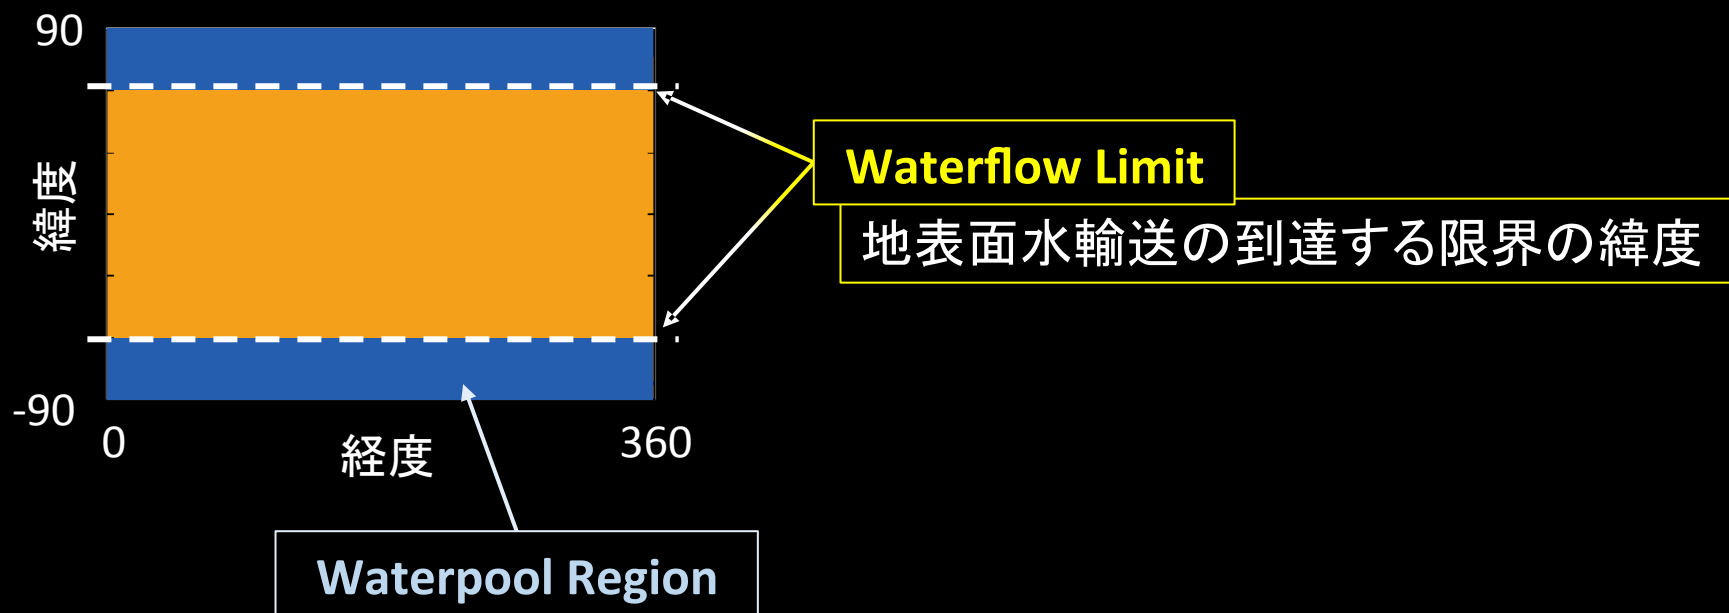 90
緯度
-90
0
経度
360
Waterflow Limit
地表面水輸送の到達する限界の緯度
Waterpool Region